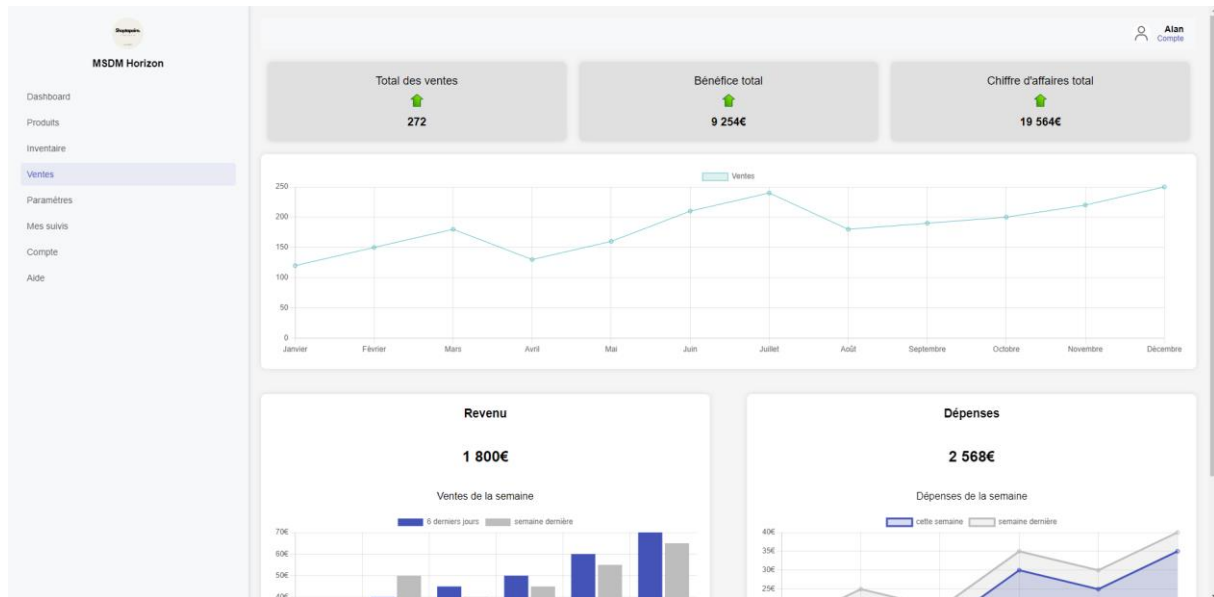 Alan
Compte
MSDM Horizon
Dashboard
Produits
Inventaire
Ventes
Paramètres
Mes suivis
Compte
Aide
Total des ventes
272
Bénéfice total
9 254€
Chiffre d'affaires total
19 564€
Ventes
250
200
150
100
50
0
Janvier Février Mars Avril Mai Juin Juillet Août Septembre Octobre Novembre Décembre
Revenu
1 800€
Ventes de la semaine
6 derniers jours semaine dernière
70€
60€
50€
40€
Dépenses
2 568€
Dépenses de la semaine
cette semaine semaine dernière
40€
35€
30€
25€